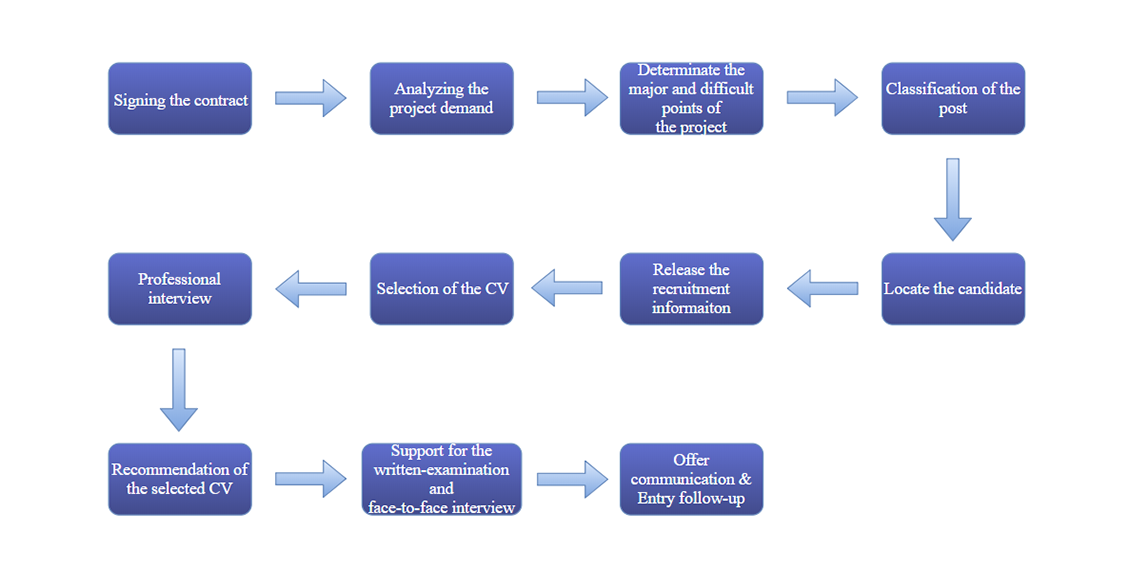 Signing the contract
Analyzing the
project demand
Determinate the
major and difficult
points of
the project
Classification of the
post
Locate the candidate
Release the
recruitment
informaiton
Selection of the CV
Professional
interview
Recommendation of
the selected CV
Support for the
written-examination
and
face-to-face interview
Offer
communication &
Entry follow-up